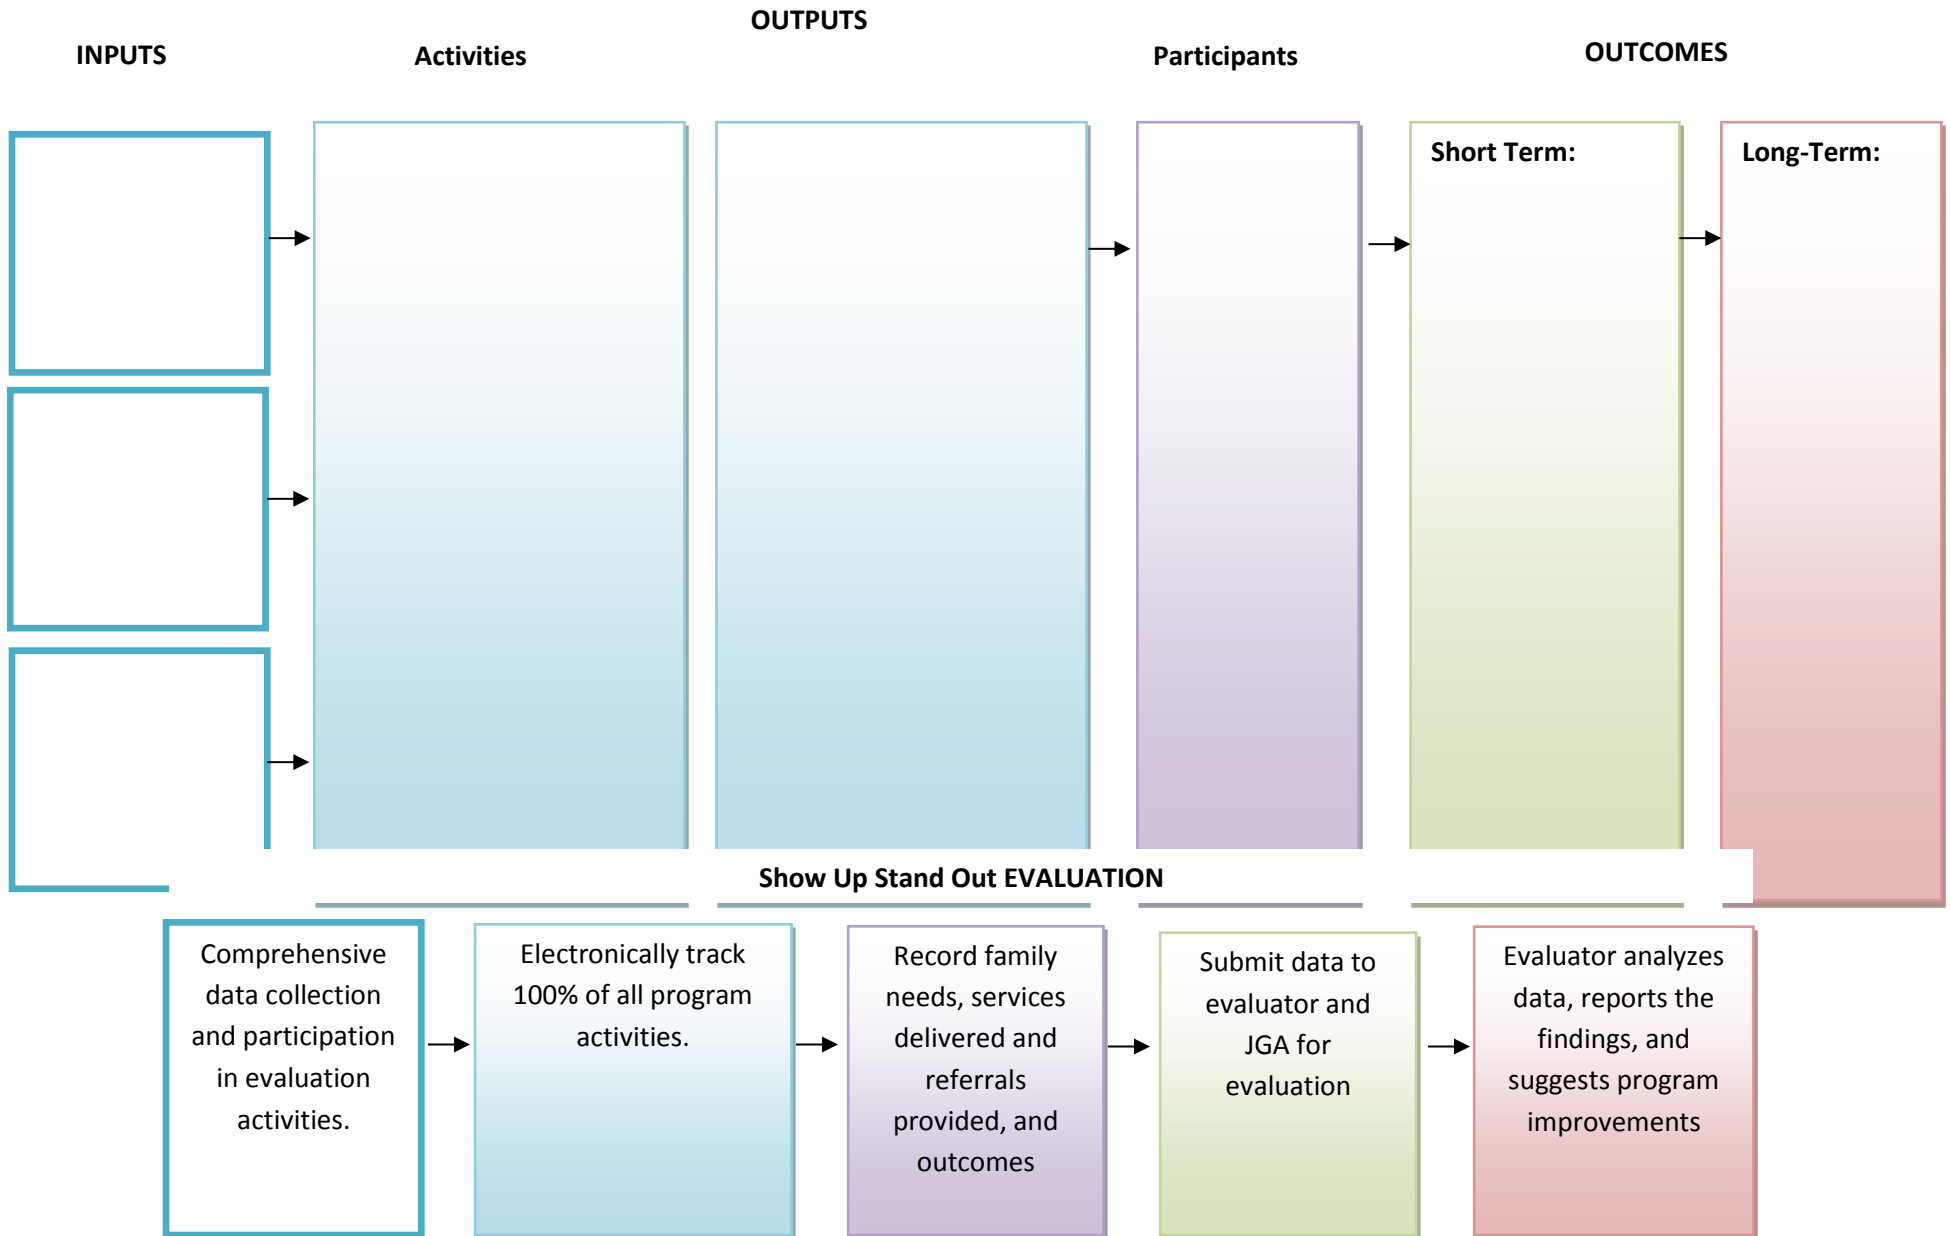 OUTPUTS
INPUTS
Activities
Participants
OUTCOMES
Short Term:
Long-Term:
Show Up Stand Out EVALUATION
Comprehensive
data collection
and participation
in evaluation
activities.
Electronically track
100% of all program
activities.
Record family
needs, services
delivered and
referrals
provided, and
outcomes
Submit data to
evaluator and
JGA for
evaluation
Evaluator analyzes
data, reports the
findings, and
suggests program
improvements